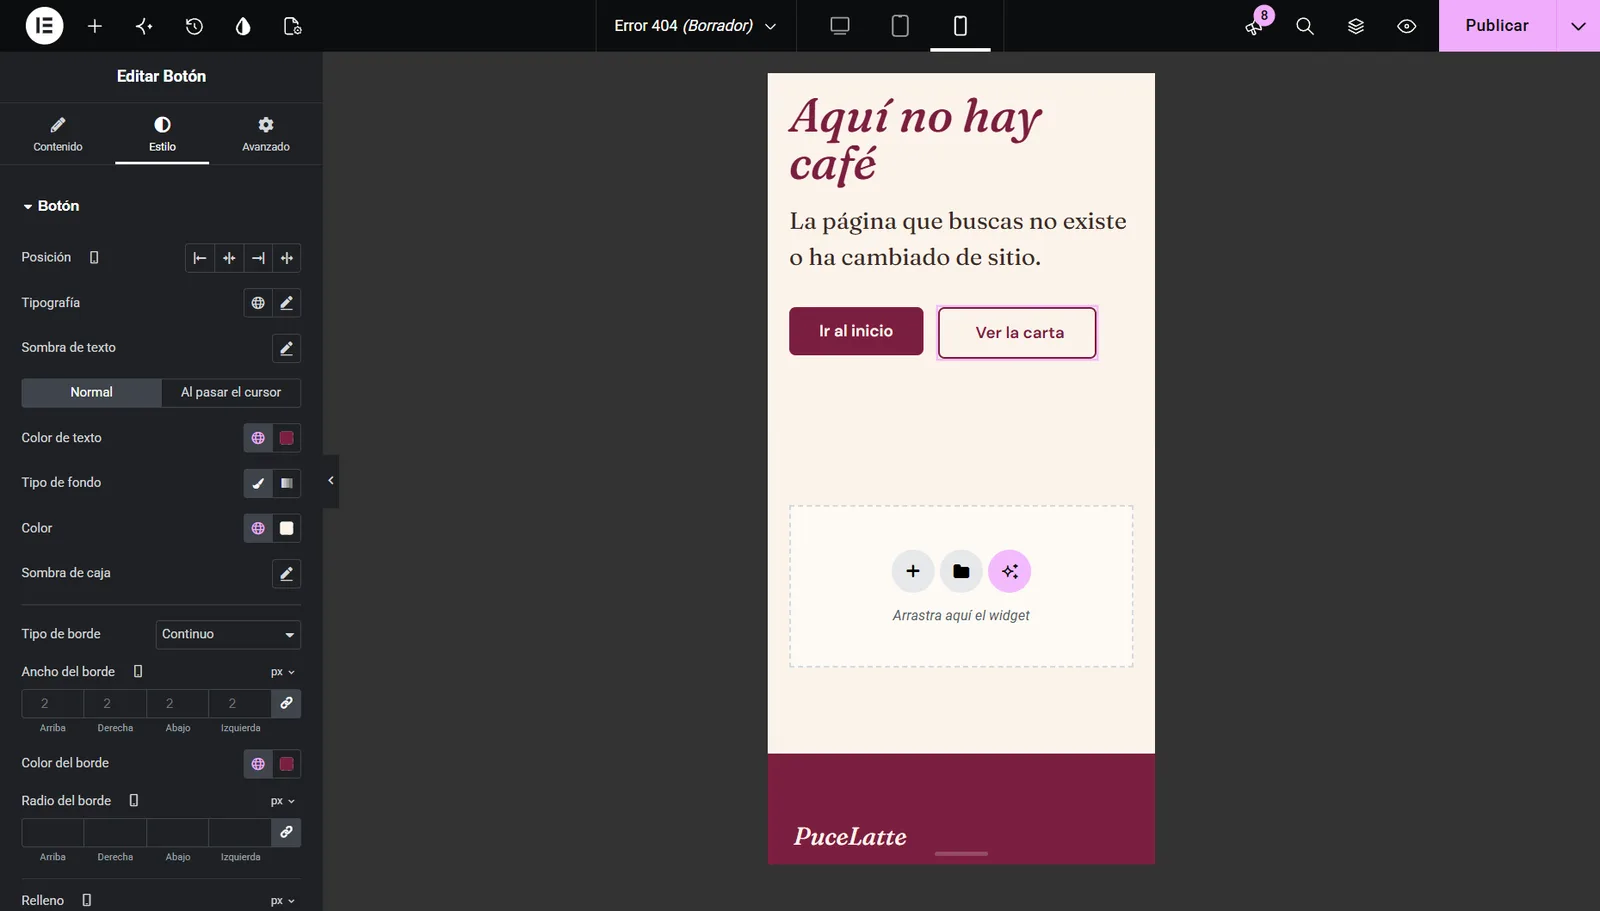 Error 404 (Borrador)
8
Publicar
Editar Botón
Contenido
Estilo
Avanzado
Botón
Posición
Tipografía
Sombra de texto
Normal
Al pasar el cursor
Color de texto
Tipo de fondo
Color
Sombra de caja
Tipo de borde
Continuo
Ancho del borde
px
2
2
2
2
Arriba
Derecha
Abajo
Izquierda
Color del borde
Radio del borde
px
Arriba
Derecha
Abajo
Izquierda
Relleno
px
Aquí no hay
café
La página que buscas no existe
o ha cambiado de sitio.
Ir al inicio
Ver la carta
Arrastra aquí el widget
PuceLatte